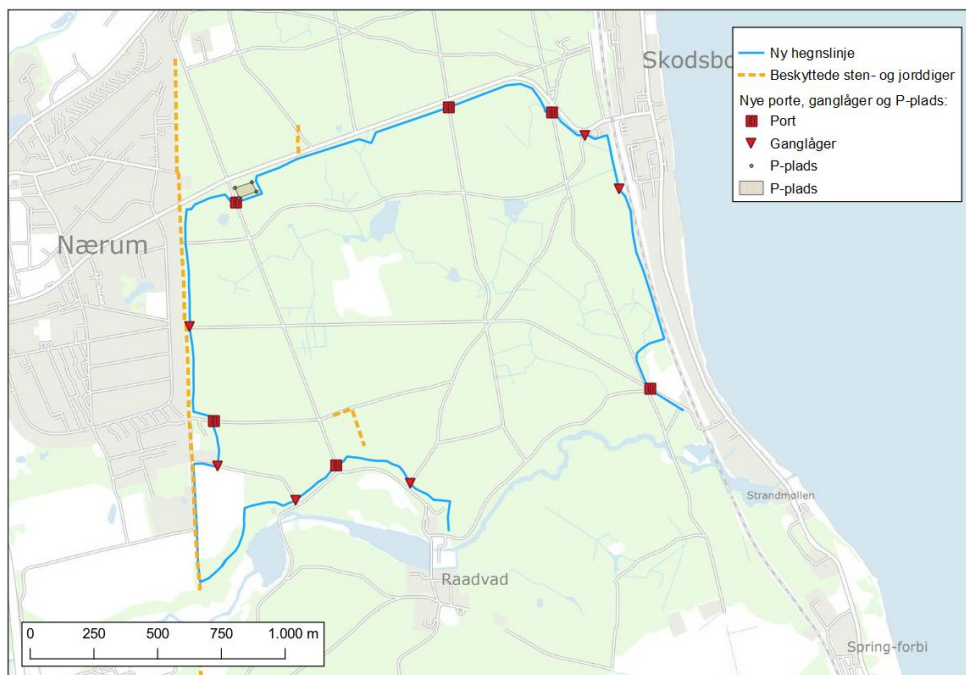 Skodsbo
Ny hegnslinje
Beskyttede sten- og jorddiger
Nye porte, ganglåger og P-plads:
Port
Ganglåger
P-plads
P-plads
Nærum
Strandmøllen
Raadvad
Spring-forbi
0 250 500 750 1.000 m